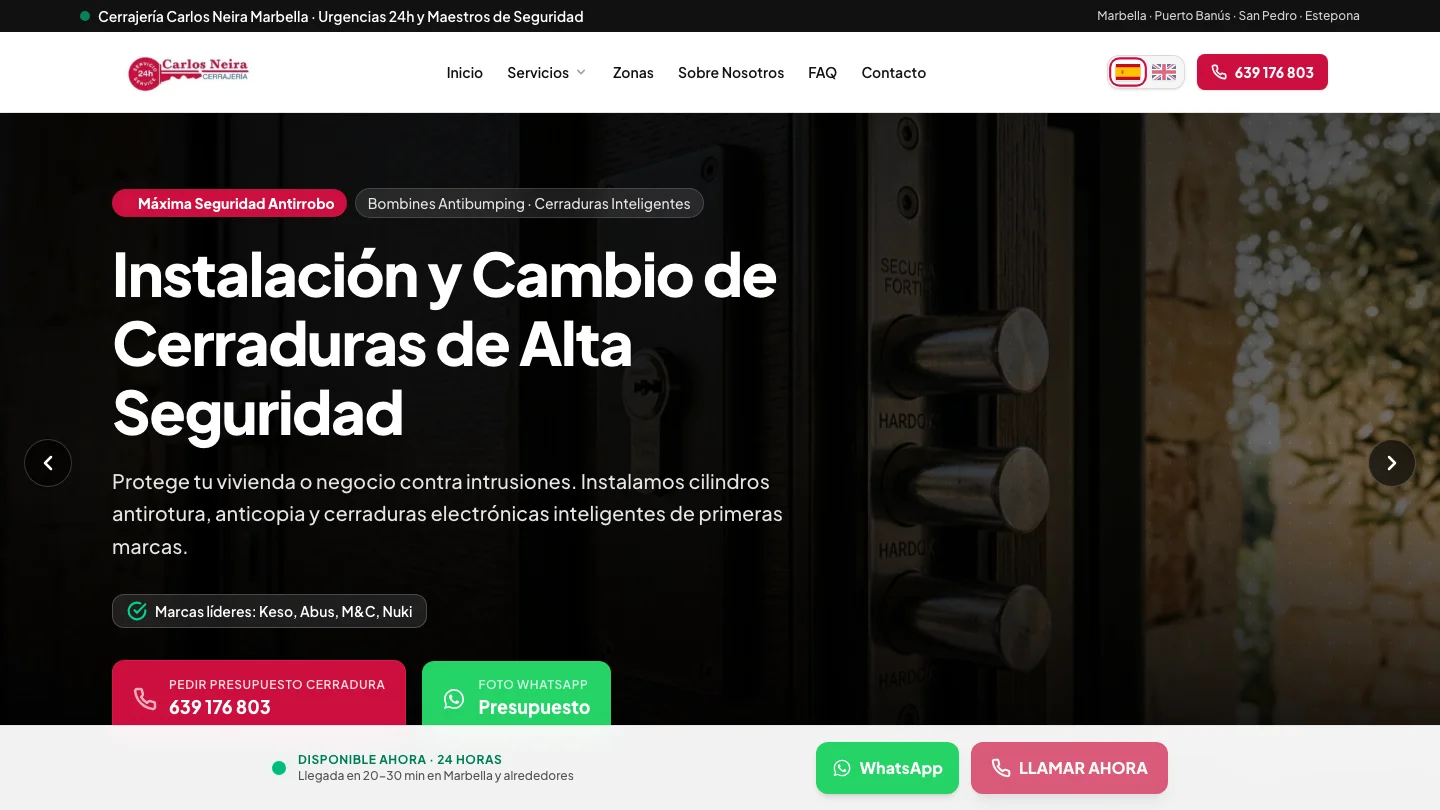 Cerrajería Carlos Neira Marbella · Urgencias 24h y Maestros de Seguridad
Marbella · Puerto Banús · San Pedro · Estepona
SERVICIO
24h
SERVICE
Carlos Neira
CERRAJERÍA
Inicio
Servicios
Zonas
Sobre Nosotros
FAQ
Contacto
639 176 803
Máxima Seguridad Antirrobo
Bombines Antibumping · Cerraduras Inteligentes
Instalación y Cambio de
Cerraduras de Alta
Seguridad
Protege tu vivienda o negocio contra intrusiones. Instalamos cilindros
antirotura, anticopia y cerraduras electrónicas inteligentes de primeras
marcas.
Marcas líderes: Keso, Abus, M&C, Nuki
PEDIR PRESUPUESTO CERRADURA
639 176 803
FOTO WHATSAPP
Presupuesto
DISPONIBLE AHORA · 24 HORAS
Llegada en 20–30 min en Marbella y alrededores
WhatsApp
LLAMAR AHORA